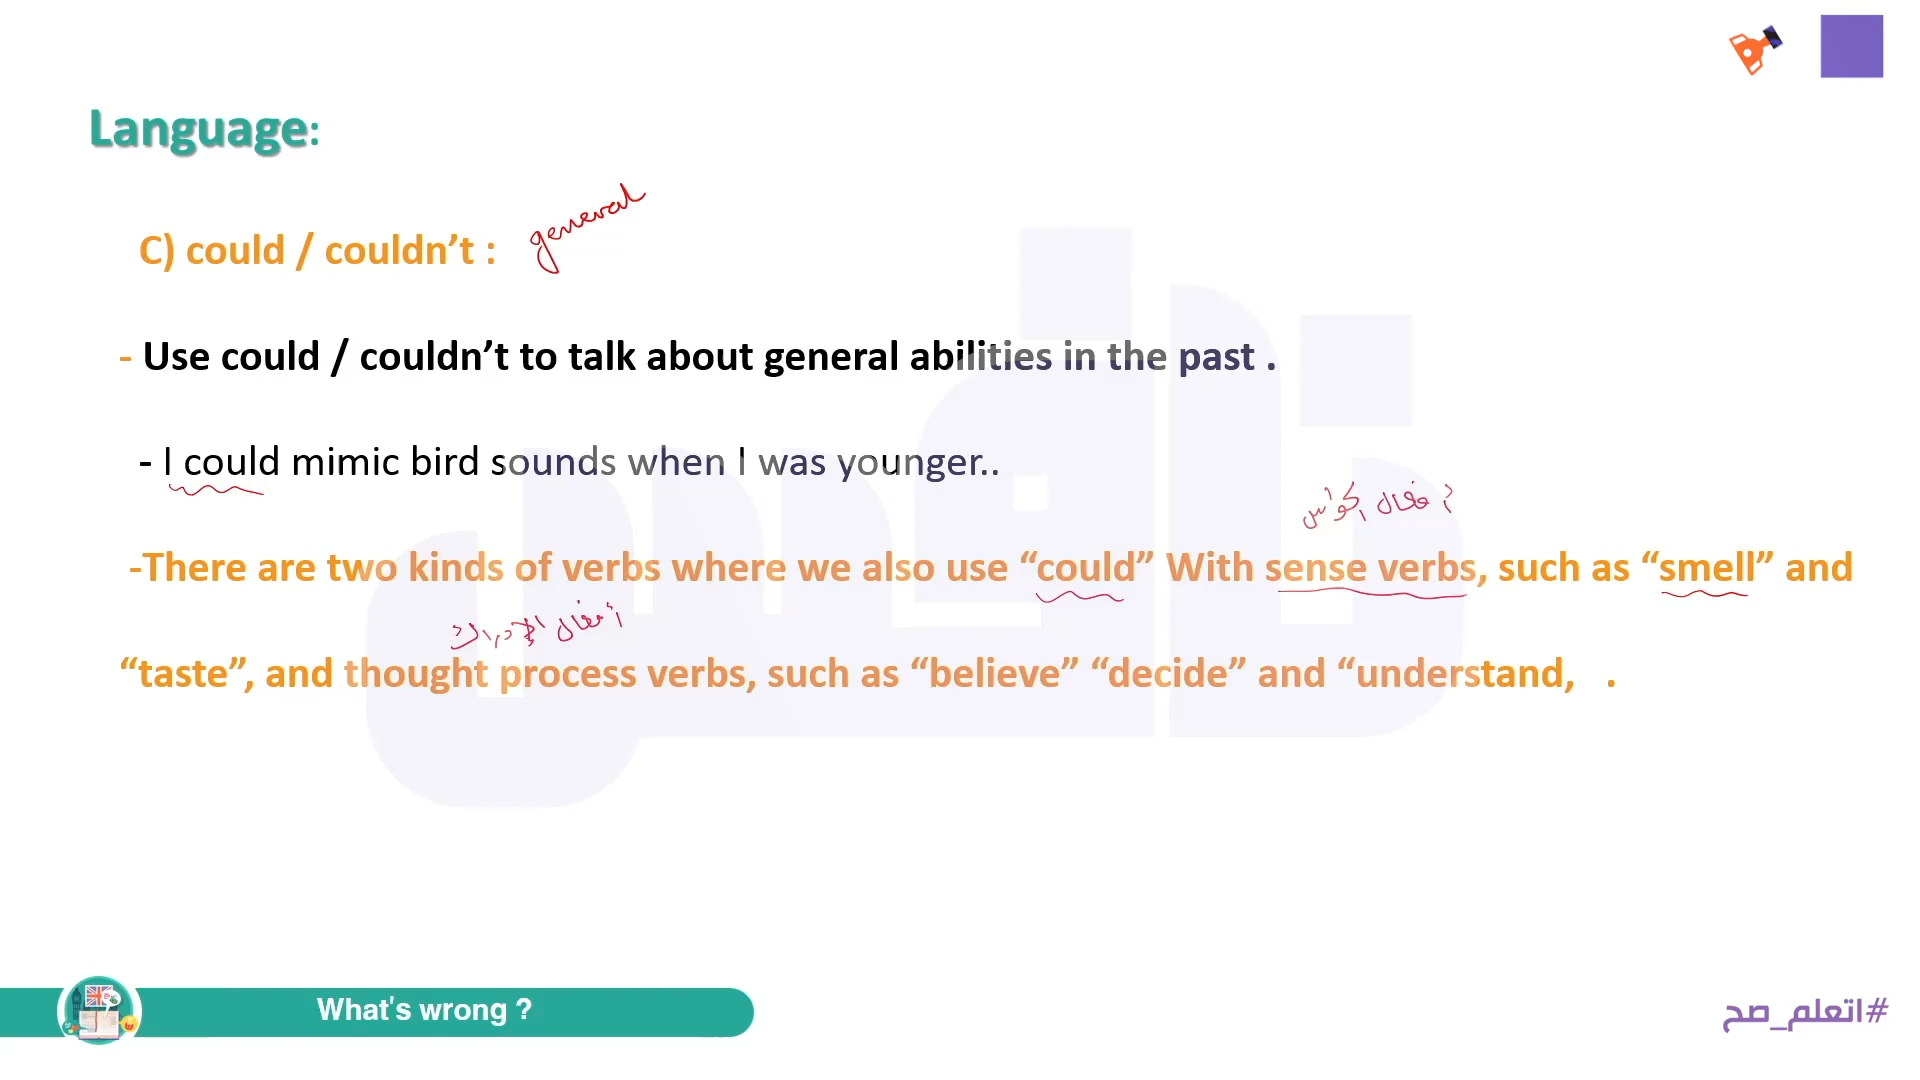 Language:
C) could / couldn’t :
general
- Use could / couldn’t to talk about general abilities in the past .
- I could mimic bird sounds when I was younger..
أفعال الحواس
-There are two kinds of verbs where we also use “could” With sense verbs, such as “smell” and
أفعال الإدراك
“taste”, and thought process verbs, such as “believe” “decide” and “understand, .
What's wrong ?
#اتعلم_صح